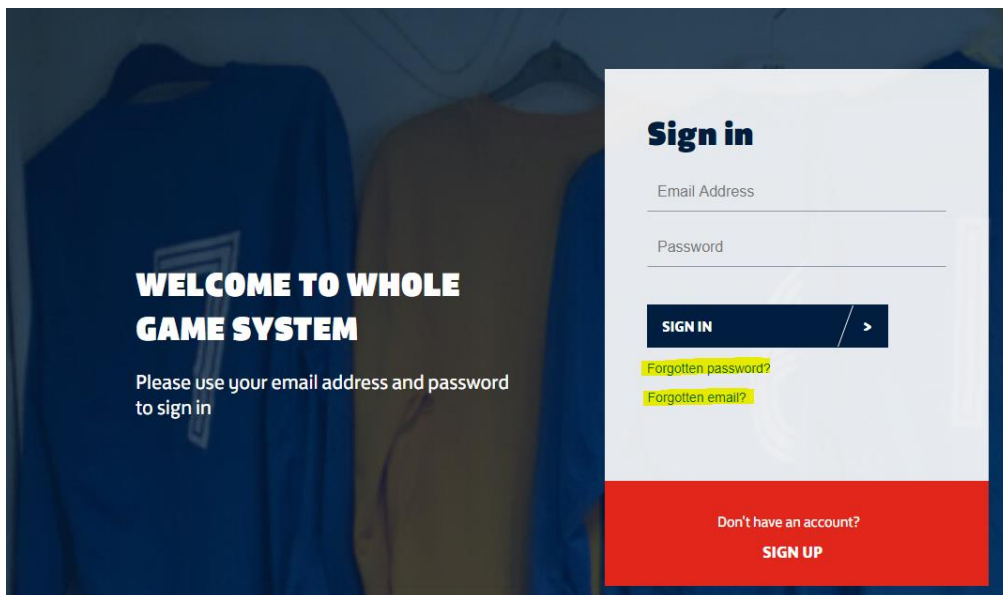 WELCOME TO WHOLE
GAME SYSTEM
Please use your email address and password
to sign in
7
Sign in
Email Address
Password
SIGN IN >
Forgotten password?
Forgotten email?
Don't have an account?
SIGN UP